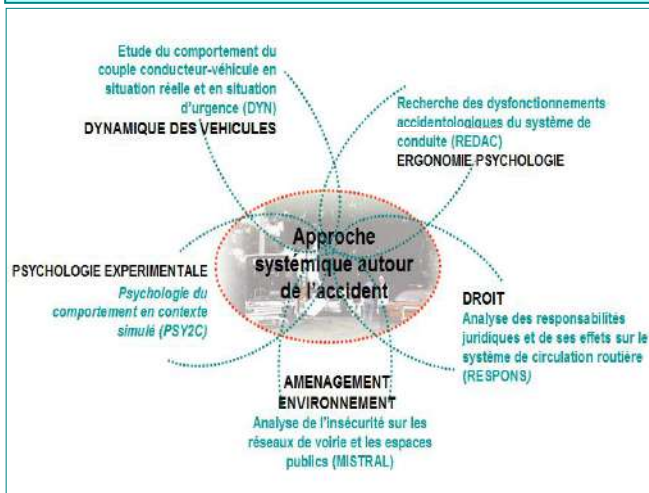 Etude du comportement du
couple conducteur-véhicule en
situation réelle et en situation
d'urgence (DYN)
DYNAMIQUE DES VEHICULES
Recherche des dysfonctionnements
accidentologiques du système de
conduite (REDAC)
ERGONOMIE PSYCHOLOGIE
Approche
systémique autour
de l'accident
PSYCHOLOGIE EXPERIMENTALE
Psychologie du
comportement en contexte
simulé (PSY2C)
DROIT
Analyse des responsabilités
juridiques et de ses effets sur le
système de circulation routière
(RESPONS)
AMENAGEMENT
ENVIRONNEMENT
Analyse de l'insécurité sur les
réseaux de voirie et les espaces
publics (MISTRAL)